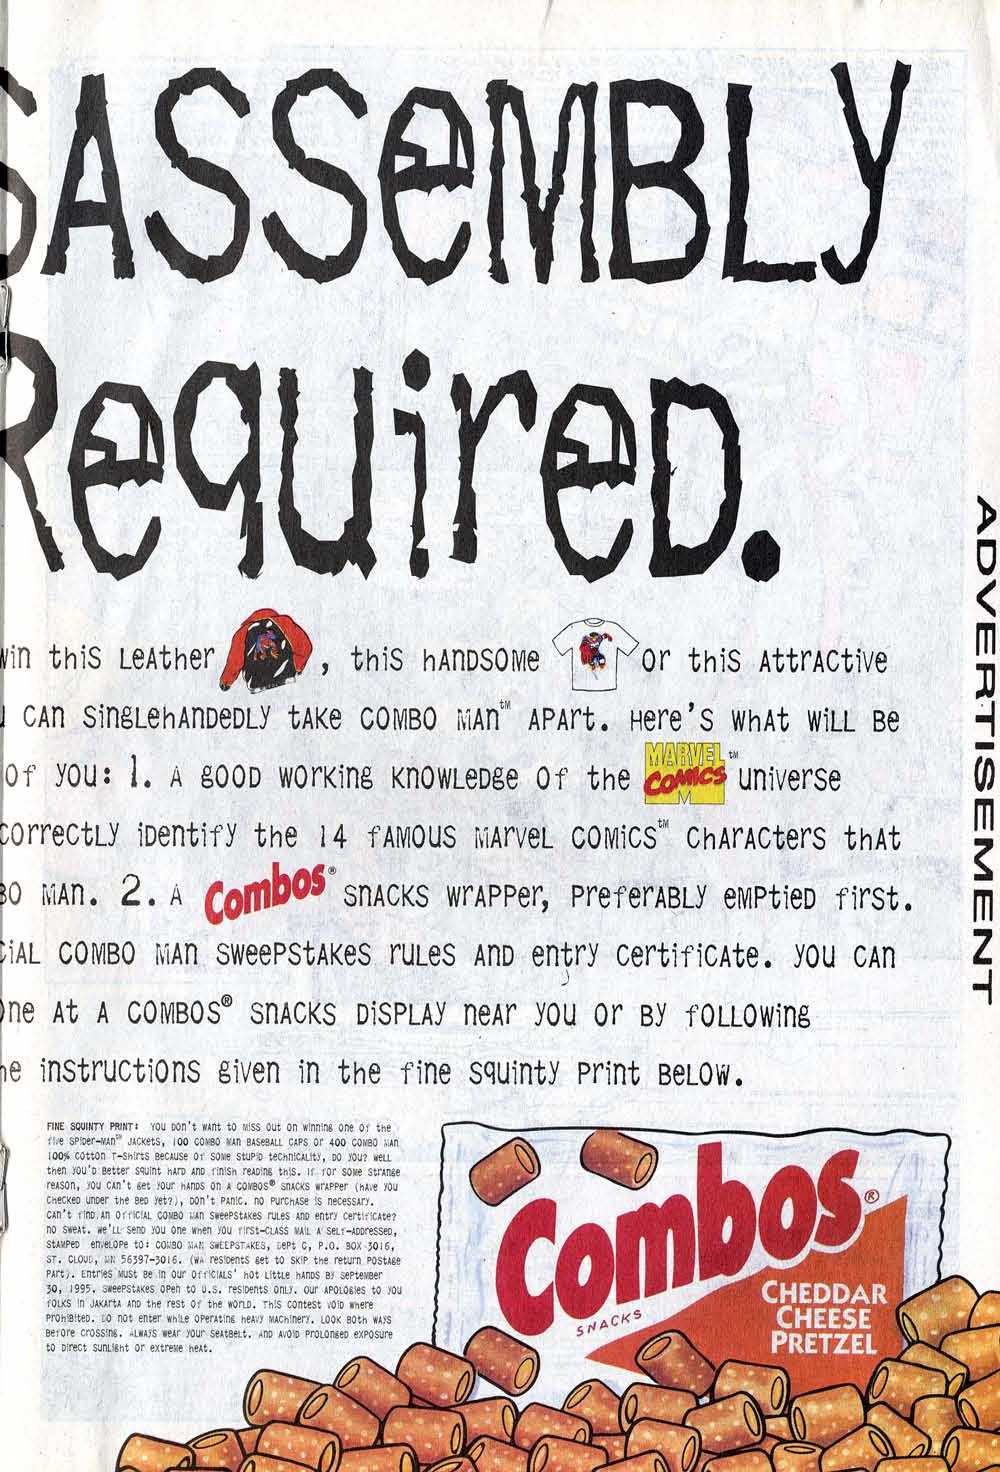 SASSeMBLY
Required.
win this LeAther , this hANDSOMe or this Attractive
CAN SingLehANDeDLY tAKe COMBO MAN™ APArt. Here'S WhAt WiLL Be
Of YOU: 1. A gOOD WOrKing KNOWLeDge Of the MARVEL COMICS™ uNiVerse
correctLY iDeNtifY the 14 fAMOUS MArVeL COMiCS™ ChArActerS thAt
BO MAN. 2. A Combos® SNACKS WrAPPer, PreferABLY eMPtieD first.
CiAL COMBO MAN SweePStAKeS ruLeS AND entrY CertifiCAte. YOU CAN
One At A COMBOS® SNACKS DiSPLAY neAr YOU Or BY fOLLOWing
he inStruCtiONS given in the fine Squinty Print BeLOW.
ADVERTISEMENT
FINE SQUINTY PRINT: YOU DON't WANt tO MiSS Out ON WiNNiNg ONe Of the
five SPiDer-MAN℠ JACKetS, 100 COMBO MAN BASeBALL CAPS Or 400 COMBO MAN
100% COttON T-ShirtS BeCAuSe Of SOMe StuPiD teChNiCALitY, DO YOU? WeLL
theN YOU'D Better SquiNt hArD AND fiNiSh reADiNg thiS. If fOr SOMe StrANge
reASON, YOU CAN't get YOUr hANDS ON A COMBOS® SNACKS WrAPPer (hAVe YOU
CheCKeD uNDer the BeD Yet?), DON't PANiC. NO PurChASe iS NeCeSSArY.
CAN't fiND AN OffiCiAL COMBO MAN SWeePStAKeS ruLeS AND eNtrY CertifiCAte?
NO SWeAt. We'LL SeND YOU ONe WheN YOU firSt-CLASS MAiL A SeLf-ADDreSSeD,
StAMPeD eNVeLOPe tO: COMBO MAN SWEEPSTAKES, DePt C, P.O. BOX 3016,
ST. CLOUD, MN 56397-3016. (WA reSiDeNtS get tO SKiP the returN POStAge
PArt). eNtrieS MuSt Be iN Our OffiCiALS' hOt LittLe hANDS BY SePteMBer
30, 1995. SWeePStAKeS OPeN tO U.S. reSiDeNtS ONLY. Our APOLOgieS tO YOU
fOLKS iN JAKArtA AND the reSt Of the WOrLD. ThiS CONteSt VOiD Where
PrOhiBiteD. DO NOt eNter WhiLe OPerAtiNg heAVY MAChiNerY. LOOK BOth WAYS
BefOre CrOSSiNg. ALWAYS WeAr YOUr SeAtBeLt. AND AVOiD PrOLONgeD exPOSure
tO DireCt SuNLight Or extreMe heAt.
Combos®
SNACKS
CHEDDAR
CHEESE
PRETZEL